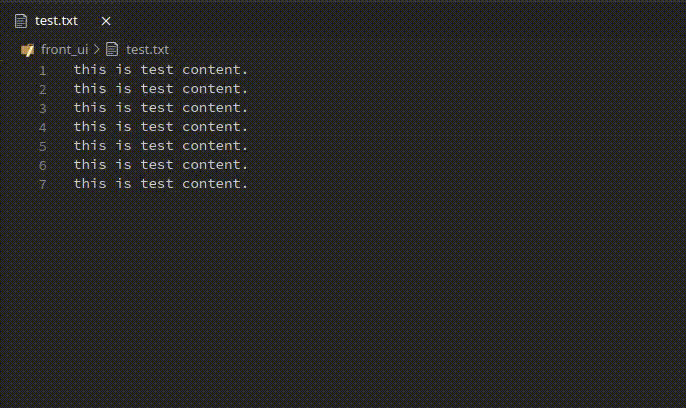 test.txt
front_ui > test.txt
1 this is test content.
2 this is test content.
3 this is test content.
4 this is test content.
5 this is test content.
6 this is test content.
7 this is test content.